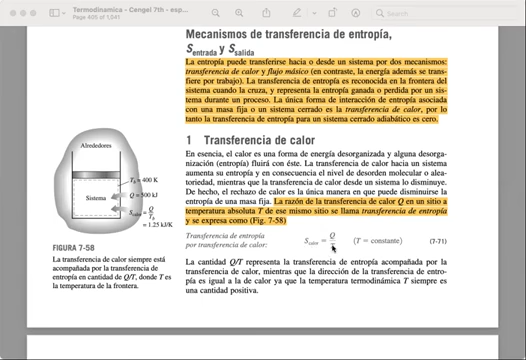 Termodinamica - Cengel 7th - esp...
Page 405 of 1,041
Search
Mecanismos de transferencia de entropía,
Sentrada y Ssalida
La entropía puede transferirse hacia o desde un sistema por dos mecanismos:
transferencia de calor y flujo másico (en contraste, la energía además se trans-
fiere por trabajo). La transferencia de entropía es reconocida en la frontera del
sistema cuando la cruza, y representa la entropía ganada o perdida por un sis-
tema durante un proceso. La única forma de interacción de entropía asociada
con una masa fija o un sistema cerrado es la transferencia de calor, por lo
tanto la transferencia de entropía para un sistema cerrado adiabático es cero.
1 Transferencia de calor
En esencia, el calor es una forma de energía desorganizada y alguna desorga-
nización (entropía) fluirá con éste. La transferencia de calor hacia un sistema
aumenta su entropía y en consecuencia el nivel de desorden molecular o alea-
toriedad, mientras que la transferencia de calor desde un sistema lo disminuye.
De hecho, el rechazo de calor es la única manera en que puede disminuirse la
entropía de una masa fija. La razón de la transferencia de calor Q en un sitio a
temperatura absoluta T de ese mismo sitio se llama transferencia de entropía
y se expresa como (Fig. 7-58)
Transferencia de entropía
por transferencia de calor: Scalor = Q/T (T = constante) (7-71)
La cantidad Q/T representa la transferencia de entropía acompañada por la
transferencia de calor, mientras que la dirección de la transferencia de entro-
pía es igual a la de calor ya que la temperatura termodinámica T siempre es
una cantidad positiva.
Alrededores
Tb = 400 K
Sistema
Q = 500 kJ
Scalor = Q/Tb
= 1.25 kJ/K
FIGURA 7-58
La transferencia de calor siempre está
acompañada por la transferencia de
entropía en cantidad de Q/T, donde T es
la temperatura de la frontera.